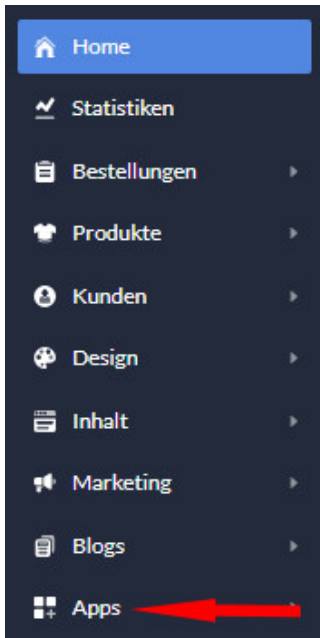 Home
Statistiken
Bestellungen
Produkte
Kunden
Design
Inhalt
Marketing
Blogs
Apps